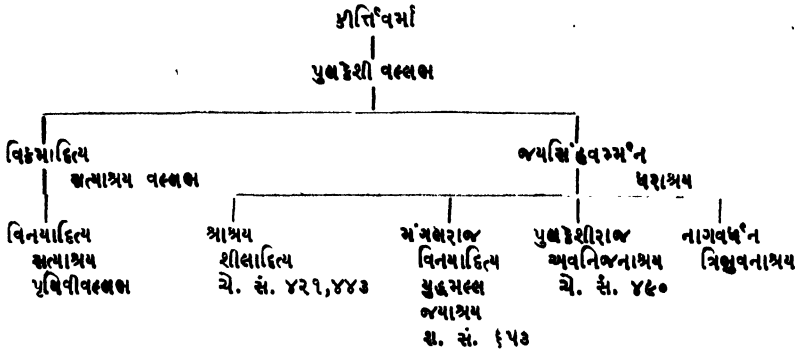 કીર્ત્તિવર્મા
પુલકેશી વલ્લભ
વિક્રમાદિત્ય
સત્યાશ્રય વલ્લભ
જયસિંહવર્મ્મન
ધરાશ્રય
વિનયાદિત્ય
સત્યાશ્રય
પૃથિવીવલ્લભ
શ્રાશ્રય
શીલાદિત્ય
ચે. સં. ૪૨૧,૪૪૩
મંગલરાજ
વિનયાદિત્ય
યુદ્ધમલ્લ
જયાશ્રય
શ. સં. ૬૫૩
પુલકેશીરાજ
અવનિજનાશ્રય
ચે. સં. ૪૯૦
નાગવર્ધન
ત્રિભુવનાશ્રય